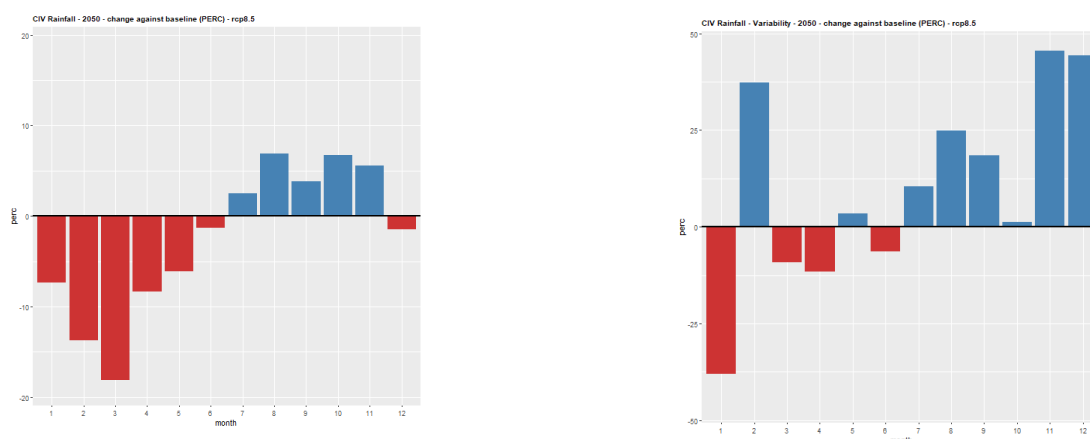 CIV Rainfall - 2050 - change against baseline (PERC) - rcp8.5
20
10
0
-10
-20
perc
1 2 3 4 5 6 7 8 9 10 11 12
month
CIV Rainfall - Variability - 2050 - change against baseline (PERC) - rcp8.5
50
25
0
-25
-50
perc
1 2 3 4 5 6 7 8 9 10 11 12